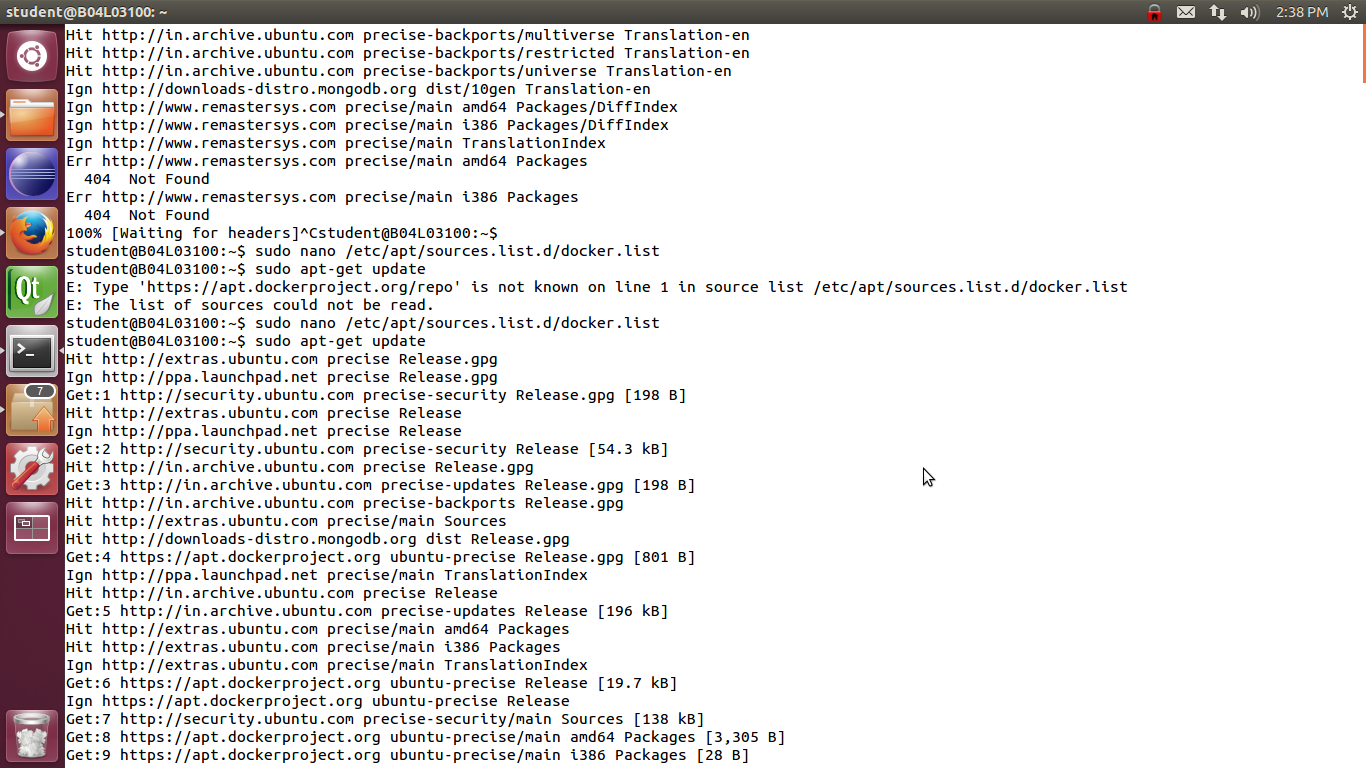 student@B04L03100: ~
2:38 PM
Hit http://in.archive.ubuntu.com precise-backports/multiverse Translation-en
Hit http://in.archive.ubuntu.com precise-backports/restricted Translation-en
Hit http://in.archive.ubuntu.com precise-backports/universe Translation-en
Ign http://downloads-distro.mongodb.org dist/10gen Translation-en
Ign http://www.remastersys.com precise/main amd64 Packages/DiffIndex
Ign http://www.remastersys.com precise/main i386 Packages/DiffIndex
Ign http://www.remastersys.com precise/main TranslationIndex
Err http://www.remastersys.com precise/main amd64 Packages
  404  Not Found
Err http://www.remastersys.com precise/main i386 Packages
  404  Not Found
100% [Waiting for headers]^Cstudent@B04L03100:~$
student@B04L03100:~$ sudo nano /etc/apt/sources.list.d/docker.list
student@B04L03100:~$ sudo apt-get update
E: Type 'https://apt.dockerproject.org/repo' is not known on line 1 in source list /etc/apt/sources.list.d/docker.list
E: The list of sources could not be read.
student@B04L03100:~$ sudo nano /etc/apt/sources.list.d/docker.list
student@B04L03100:~$ sudo apt-get update
Hit http://extras.ubuntu.com precise Release.gpg
Ign http://ppa.launchpad.net precise Release.gpg
Get:1 http://security.ubuntu.com precise-security Release.gpg [198 B]
Hit http://extras.ubuntu.com precise Release
Ign http://ppa.launchpad.net precise Release
Get:2 http://security.ubuntu.com precise-security Release [54.3 kB]
Hit http://in.archive.ubuntu.com precise Release.gpg
Get:3 http://in.archive.ubuntu.com precise-updates Release.gpg [198 B]
Hit http://in.archive.ubuntu.com precise-backports Release.gpg
Hit http://extras.ubuntu.com precise/main Sources
Hit http://downloads-distro.mongodb.org dist Release.gpg
Get:4 https://apt.dockerproject.org ubuntu-precise Release.gpg [801 B]
Ign http://ppa.launchpad.net precise/main TranslationIndex
Hit http://in.archive.ubuntu.com precise Release
Get:5 http://in.archive.ubuntu.com precise-updates Release [196 kB]
Hit http://extras.ubuntu.com precise/main amd64 Packages
Hit http://extras.ubuntu.com precise/main i386 Packages
Ign http://extras.ubuntu.com precise/main TranslationIndex
Get:6 https://apt.dockerproject.org ubuntu-precise Release [19.7 kB]
Ign https://apt.dockerproject.org ubuntu-precise Release
Get:7 http://security.ubuntu.com precise-security/main Sources [138 kB]
Get:8 https://apt.dockerproject.org ubuntu-precise/main amd64 Packages [3,305 B]
Get:9 https://apt.dockerproject.org ubuntu-precise/main i386 Packages [28 B]
Qt
>_
7